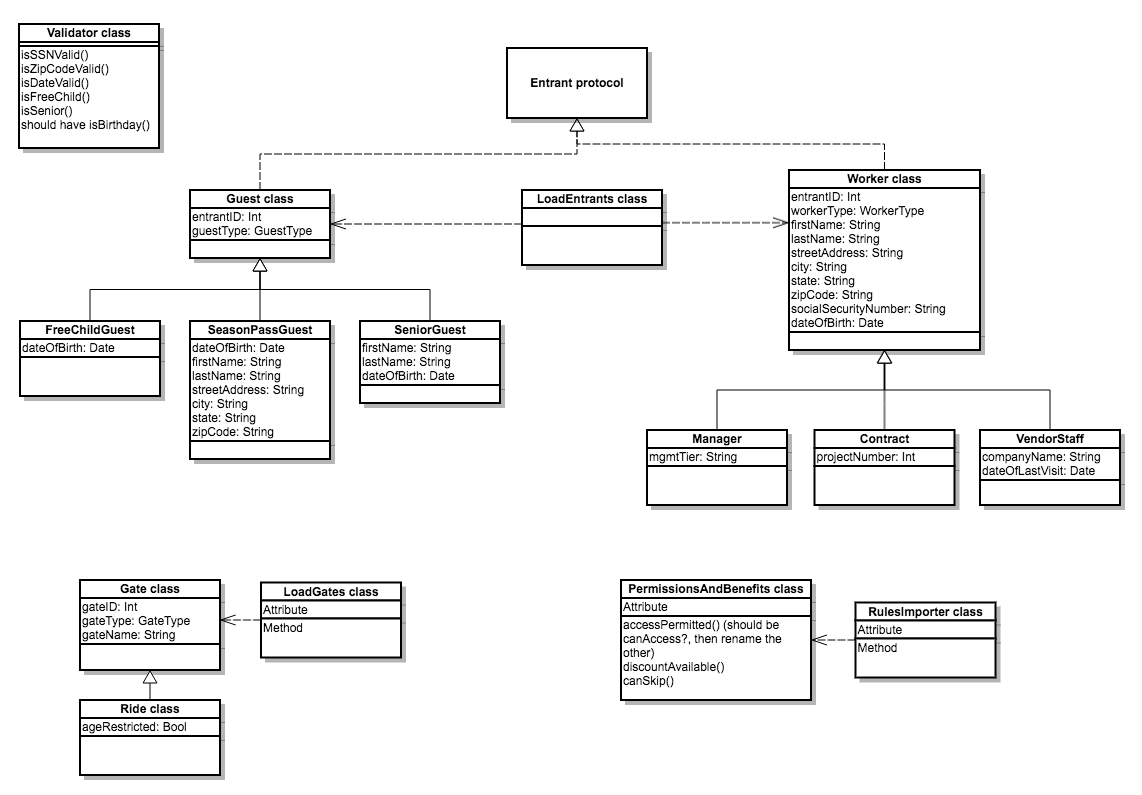 Validator class
isSSNValid()
isZipCodeValid()
isDateValid()
isFreeChild()
isSenior()
should have isBirthday()
Entrant protocol
Guest class
entrantID: Int
guestType: GuestType
LoadEntrants class
Worker class
entrantID: Int
workerType: WorkerType
firstName: String
lastName: String
streetAddress: String
city: String
state: String
zipCode: String
socialSecurityNumber: String
dateOfBirth: Date
FreeChildGuest
dateOfBirth: Date
SeasonPassGuest
dateOfBirth: Date
firstName: String
lastName: String
streetAddress: String
city: String
state: String
zipCode: String
SeniorGuest
firstName: String
lastName: String
dateOfBirth: Date
Manager
mgmtTier: String
Contract
projectNumber: Int
VendorStaff
companyName: String
dateOfLastVisit: Date
Gate class
gateID: Int
gateType: GateType
gateName: String
LoadGates class
Attribute
Method
PermissionsAndBenefits class
Attribute
accessPermitted() (should be
canAccess?, then rename the
other)
discountAvailable()
canSkip()
RulesImporter class
Attribute
Method
Ride class
ageRestricted: Bool